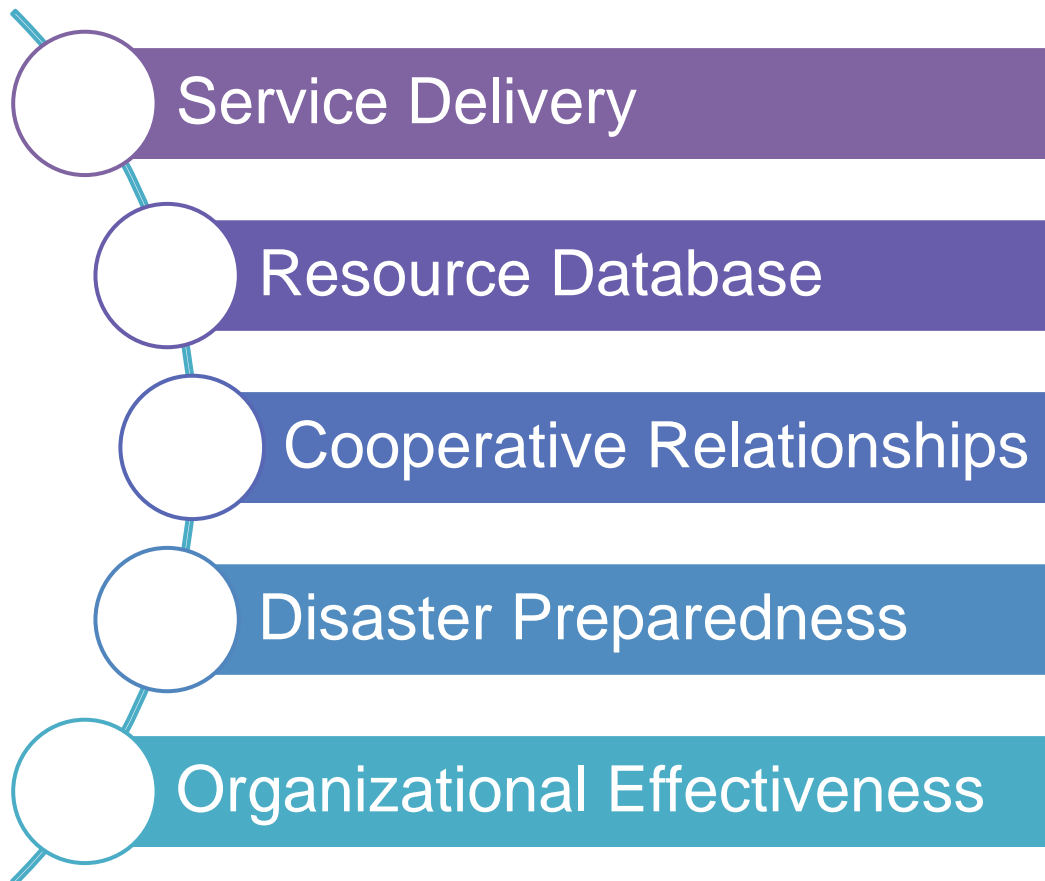 Service Delivery
Resource Database
Cooperative Relationships
Disaster Preparedness
Organizational Effectiveness